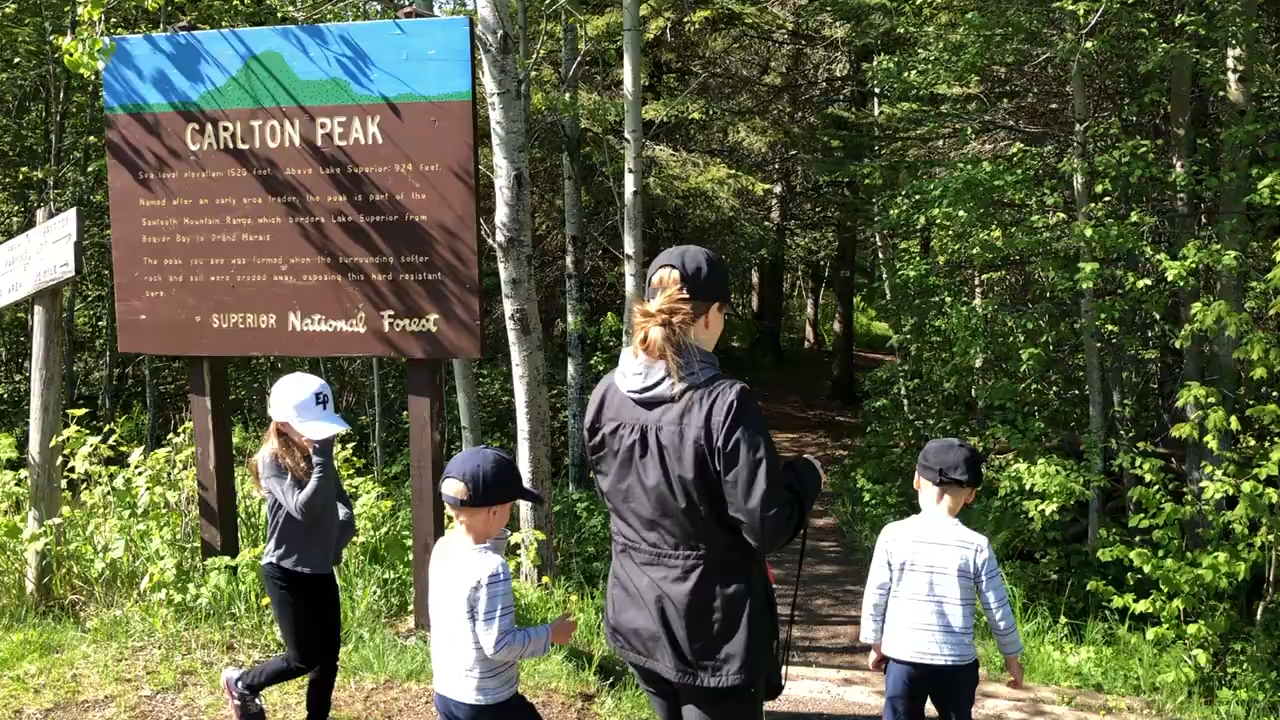 CARLTON PEAK
Sea level elevation: 1526 feet. Above Lake Superior: 924 feet.
Named after an early area trader, the peak is part of the
Sawtooth Mountain Range which borders Lake Superior from
Beaver Bay to Grand Marais.
The peak you see was formed when the surrounding softer
rock and soil were eroded away, exposing this hard resistant
core.
SUPERIOR National Forest
PARKING
AREA
MILE
EP